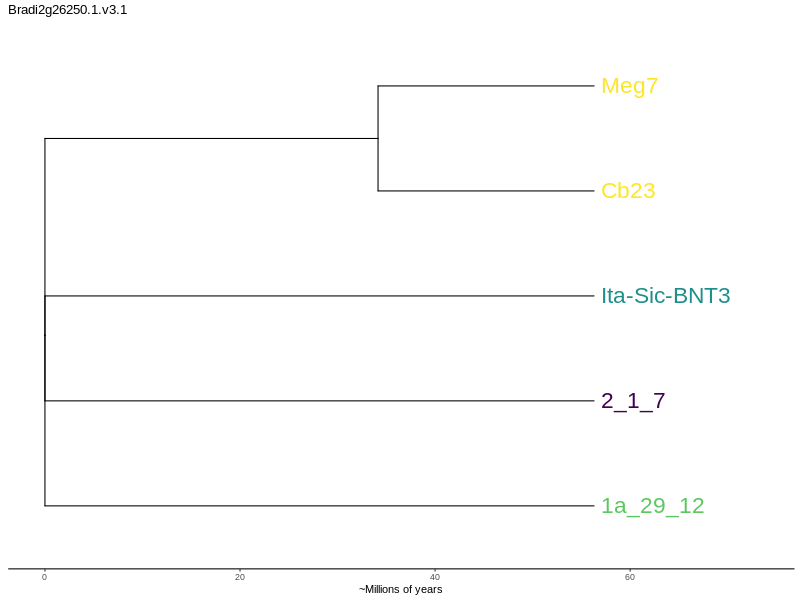 Bradi2g26250.1.v3.1
Meg7
Cb23
Ita-Sic-BNT3
2_1_7
1a_29_12
0 20 40 60
~Millions of years